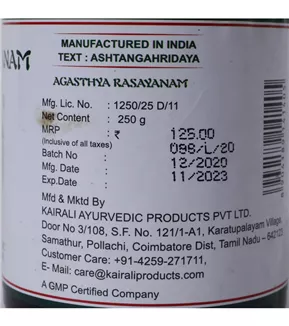 MANUFACTURED IN INDIA
TEXT : ASHTANGAHRIDAYA
AGASTHYA RASAYANAM
Mfg. Lic. No. : 1250/25 D/11
Net Content : 250 g
MRP : ₹ 125.00
(inclusive of all taxes)
Batch No : 096/L/20
Mfg. Date : 12/2020
Exp.Date : 11/2023
Mfd & Mktd By
KAIRALI AYURVEDIC PRODUCTS PVT LTD.
Door No 3/108, S.F. No. 121/1-A1, Karatupalayam Village,
Samathur, Pollachi, Coimbatore Dist, Tamil Nadu – 642123
Customer Care: +91-4259-271711,
E- Mail: care@kairaliproducts.com
A GMP Certified Company